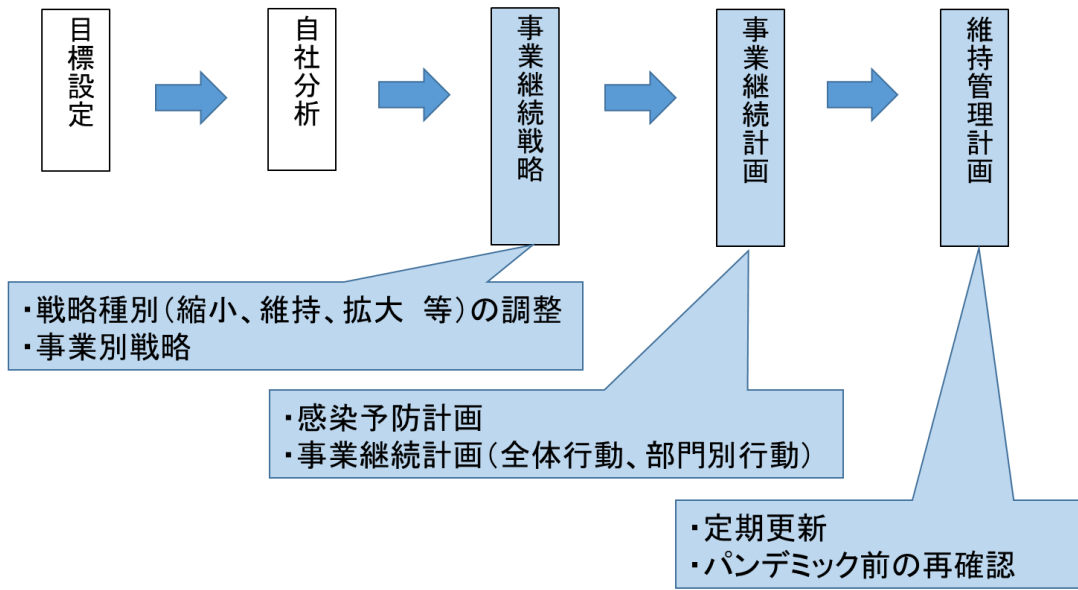 目標設定
自社分析
事業継続戦略
事業継続計画
維持管理計画
・戦略種別（縮小、維持、拡大　等）の調整
・事業別戦略
・感染予防計画
・事業継続計画（全体行動、部門別行動）
・定期更新
・パンデミック前の再確認